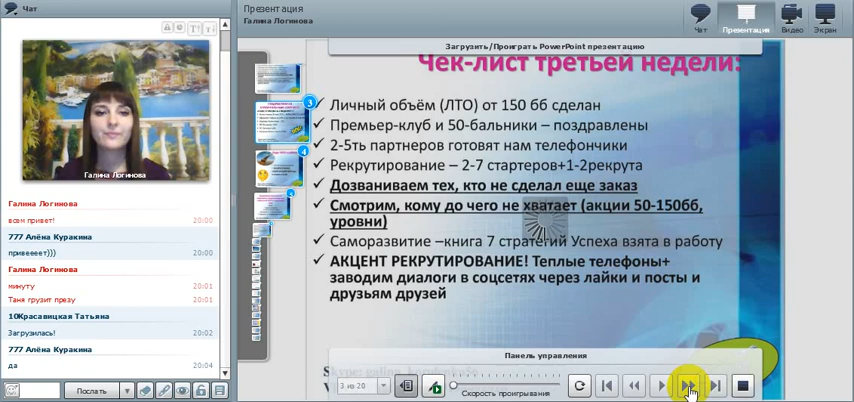 Чат
Галина Логинова
Галина Логинова
всем привет!
20:00
777 Алёна Куракина
привеееет)))
20:00
Галина Логинова
минуту
20:01
Таня грузит презу
20:01
10Красавицкая Татьяна
Загрузилась!
20:02
777 Алёна Куракина
да
20:04
Послать
Презентация
Галина Логинова
Чат
Презентация
Видео
Экран
Загрузить/Проиграть PowerPoint презентацию
3
4
5
Чек-лист третьей недели:
Личный объём (ЛТО) от 150 бб сделан
Премьер-клуб и 50-бальники – поздравлены
2-5ть партнеров готовят нам телефончики
Рекрутирование – 2-7 стартеров+1-2рекрута
Дозваниваем тех, кто не сделал еще заказ
Смотрим, кому до чего не хватает (акции 50-150бб,
уровни)
Саморазвитие –книга 7 стратегий Успеха взята в работу
АКЦЕНТ РЕКРУТИРОВАНИЕ! Теплые телефоны+
заводим диалоги в соцсетях через лайки и посты и
друзьям друзей
Панель управления
3 из 20
Скорость проигрывания